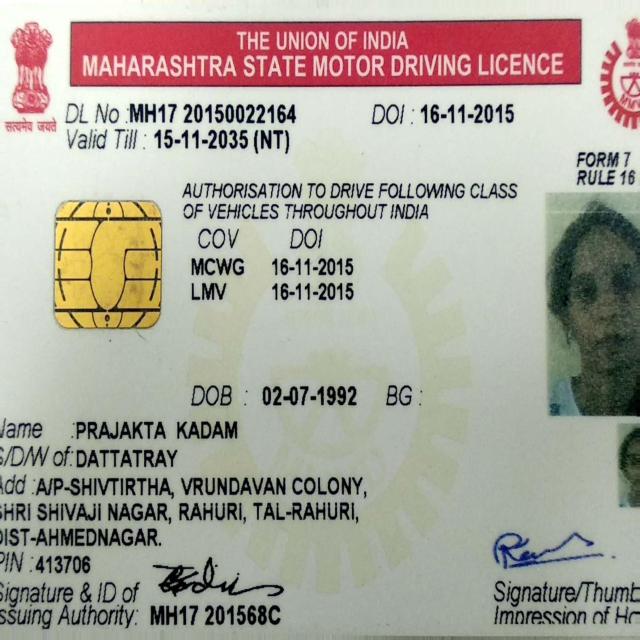 THE UNION OF INDIA
MAHARASHTRA STATE MOTOR DRIVING LICENCE
सत्यमेव जयते
DL No :MH17 20150022164 DOI : 16-11-2015
Valid Till : 15-11-2035 (NT)
FORM 7
RULE 16
AUTHORISATION TO DRIVE FOLLOWING CLASS
OF VEHICLES THROUGHOUT INDIA
COV DOI
MCWG 16-11-2015
LMV 16-11-2015
DOB : 02-07-1992 BG :
Name :PRAJAKTA KADAM
S/D/W of:DATTATRAY
Add :A/P-SHIVTIRTHA, VRUNDAVAN COLONY,
SHRI SHIVAJI NAGAR, RAHURI, TAL-RAHURI,
DIST-AHMEDNAGAR.
PIN :413706
Signature & ID of
Issuing Authority: MH17 201568C
Signature/Thumb
Impression of Ho